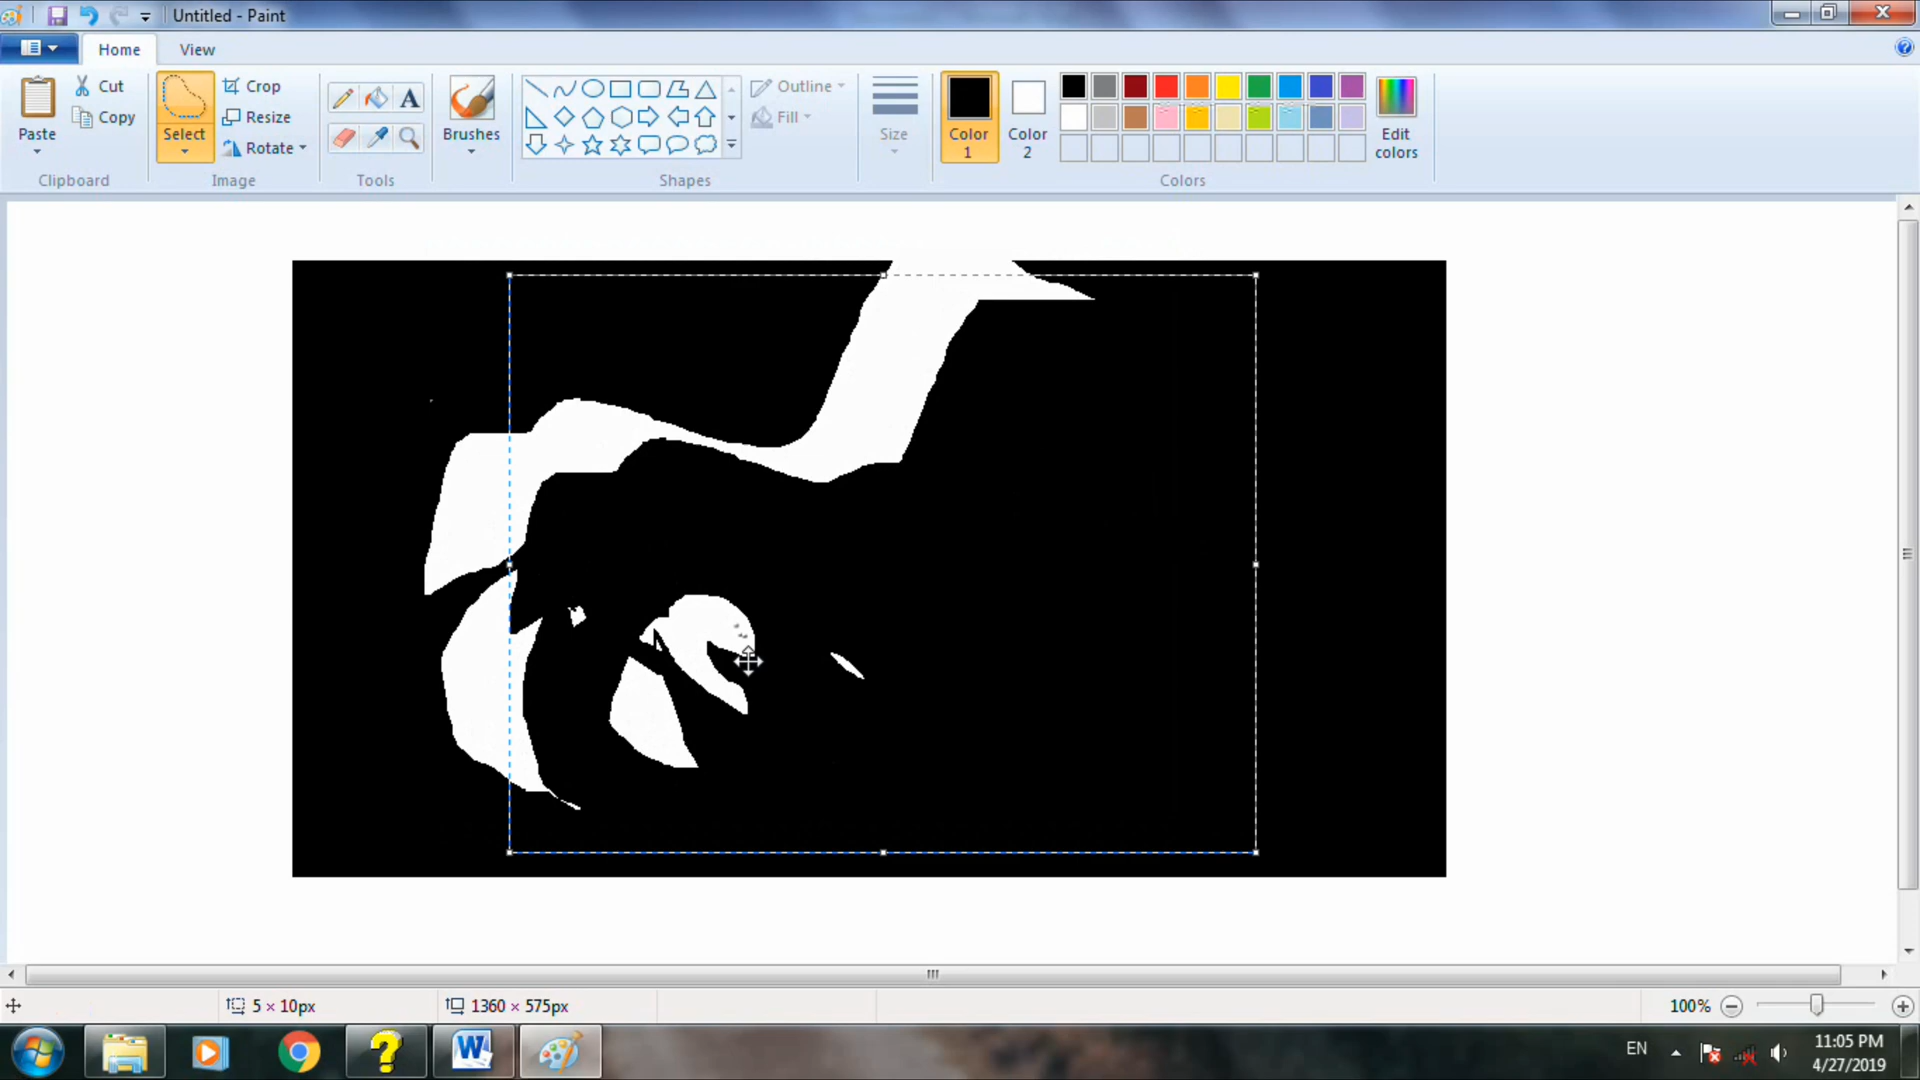 Untitled - Paint
Home View
Paste
Cut
Copy
Clipboard
Select
Crop
Resize
Rotate
Image
A
Tools
Brushes
Outline
Fill
Shapes
Size
Color 1
Color 2
Edit colors
Colors
5 × 10px
1360 × 575px
100%
EN
11:05 PM
4/27/2019